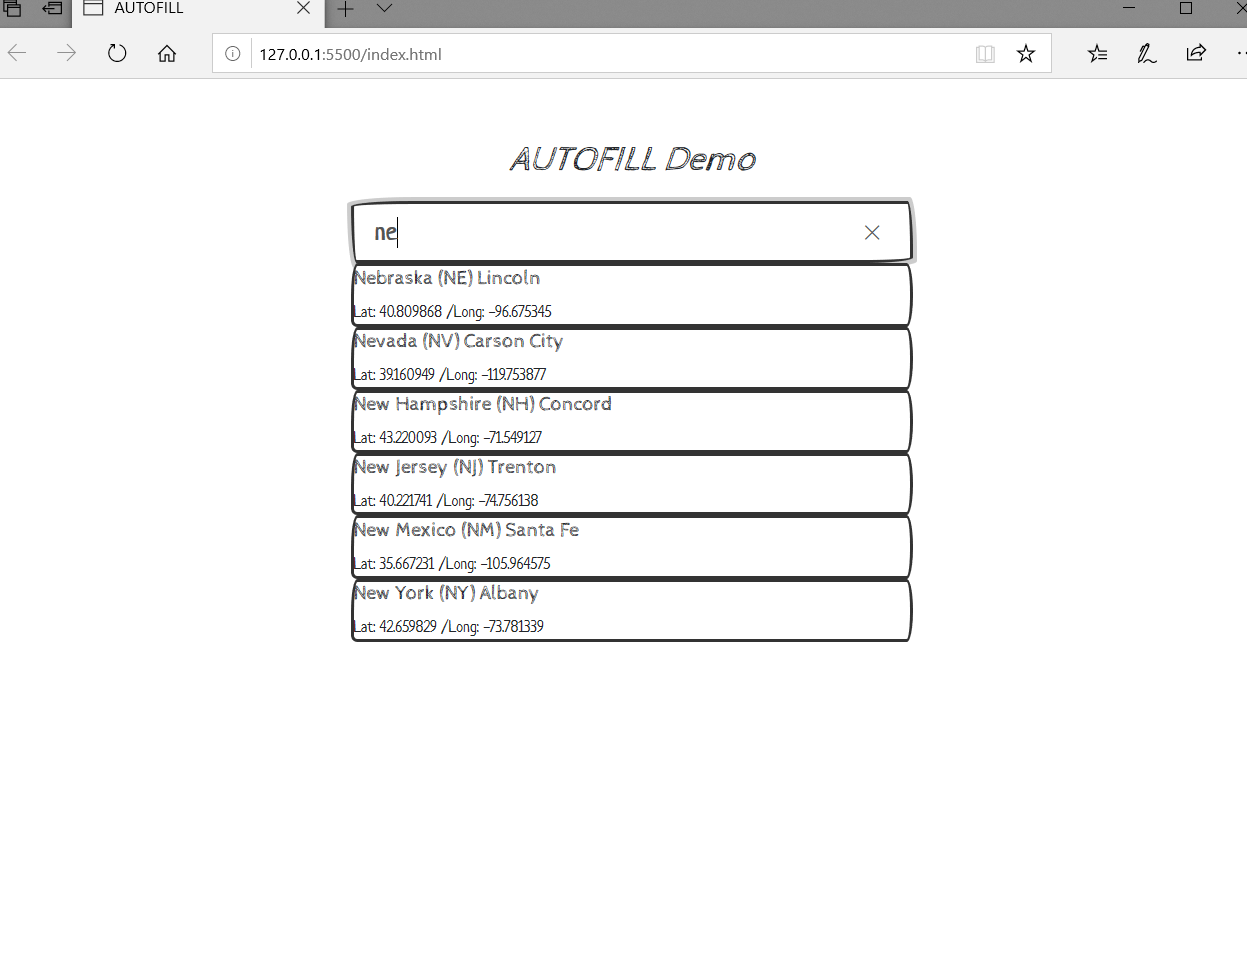 AUTOFILL
127.0.0.1:5500/index.html
AUTOFILL Demo
ne
Nebraska (NE) Lincoln
Lat: 40.809868 /Long: -96.675345
Nevada (NV) Carson City
Lat: 39.160949 /Long: -119.753877
New Hampshire (NH) Concord
Lat: 43.220093 /Long: -71.549127
New Jersey (NJ) Trenton
Lat: 40.221741 /Long: -74.756138
New Mexico (NM) Santa Fe
Lat: 35.667231 /Long: -105.964575
New York (NY) Albany
Lat: 42.659829 /Long: -73.781339